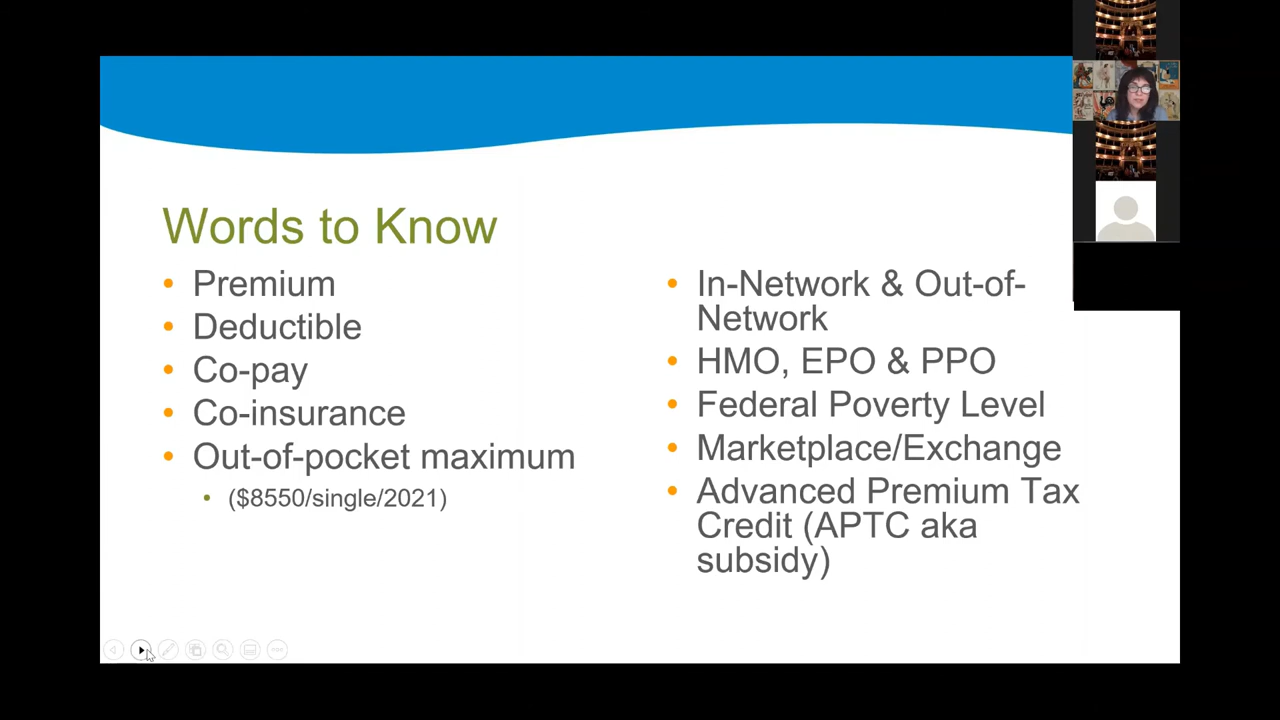 Words to Know
• Premium
• Deductible
• Co-pay
• Co-insurance
• Out-of-pocket maximum
• ($8550/single/2021)
• In-Network & Out-of-
Network
• HMO, EPO & PPO
• Federal Poverty Level
• Marketplace/Exchange
• Advanced Premium Tax
Credit (APTC aka
subsidy)